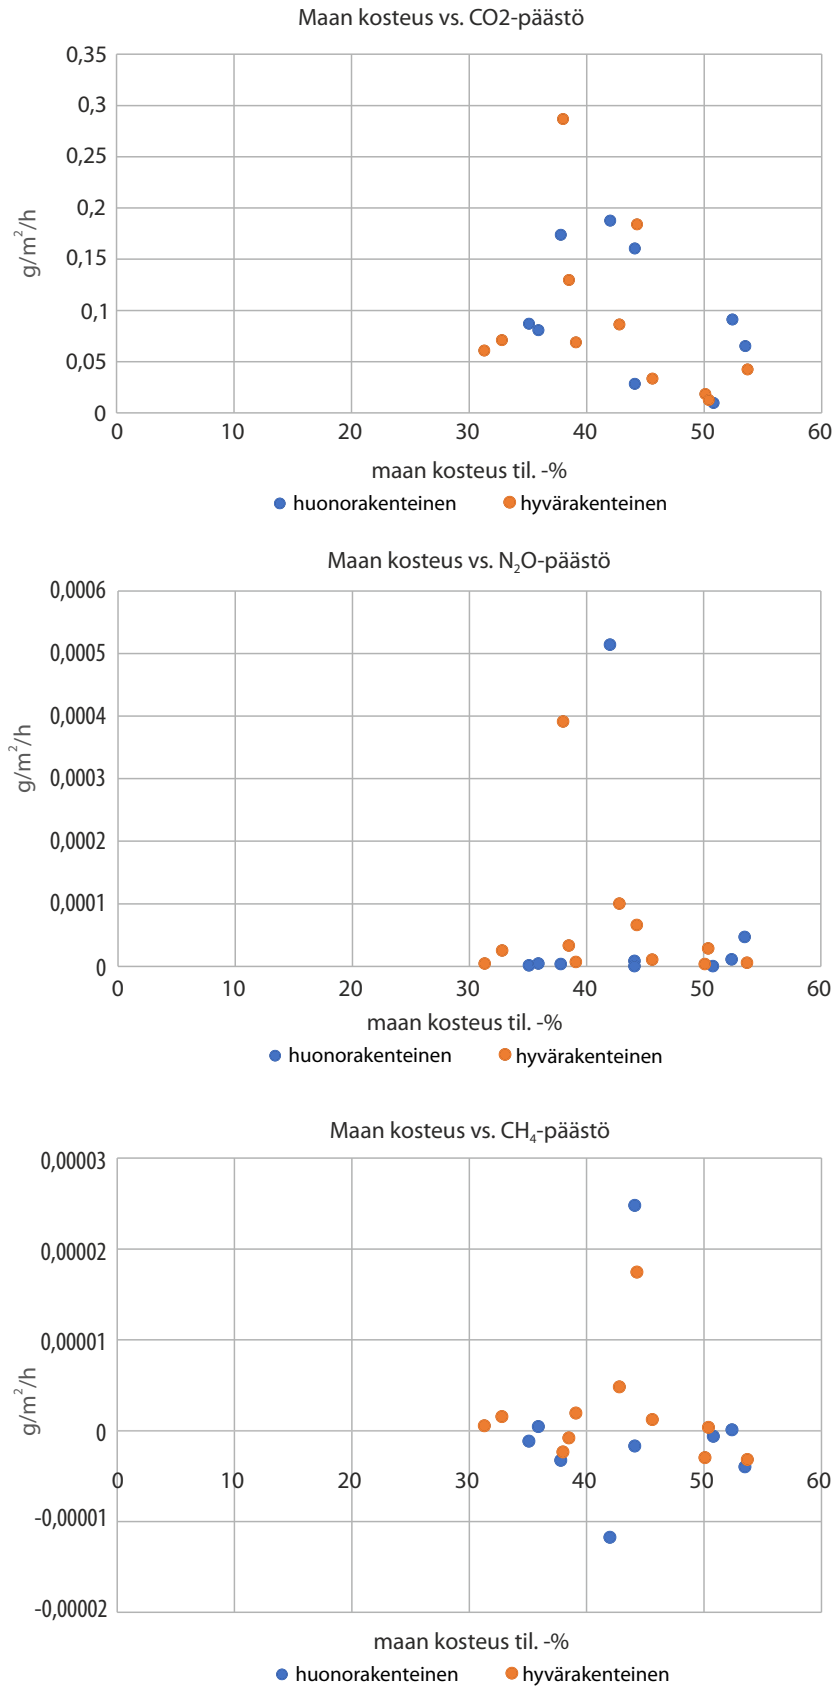 Maan kosteus vs. CO2-päästö
0,35
0,3
0,25
0,2
0,15
0,1
0,05
0
g/m²/h
0 10 20 30 40 50 60
maan kosteus til. -%
huonorakenteinen hyvärakenteinen
Maan kosteus vs. N₂O-päästö
0,0006
0,0005
0,0004
0,0003
0,0002
0,0001
0
g/m²/h
0 10 20 30 40 50 60
maan kosteus til. -%
huonorakenteinen hyvärakenteinen
Maan kosteus vs. CH₄-päästö
0,00003
0,00002
0,00001
0
-0,00001
-0,00002
g/m²/h
0 10 20 30 40 50 60
maan kosteus til. -%
huonorakenteinen hyvärakenteinen